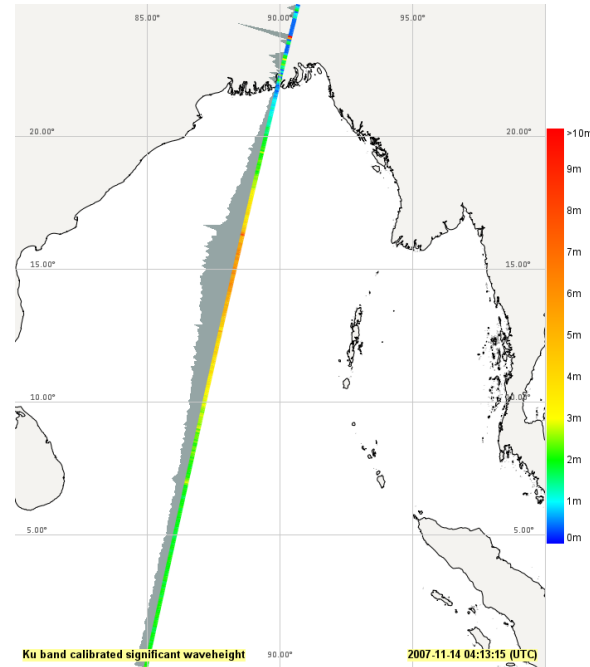 85.00° 90.00° 95.00°
20.00° 20.00°
>10m
9m
8m
7m
6m
5m
4m
3m
2m
1m
0m
15.00° 15.00°
10.00° 10.00°
5.00° 5.00°
Ku band calibrated significant waveheight 90.00° 2007-11-14 04:13:15 (UTC)